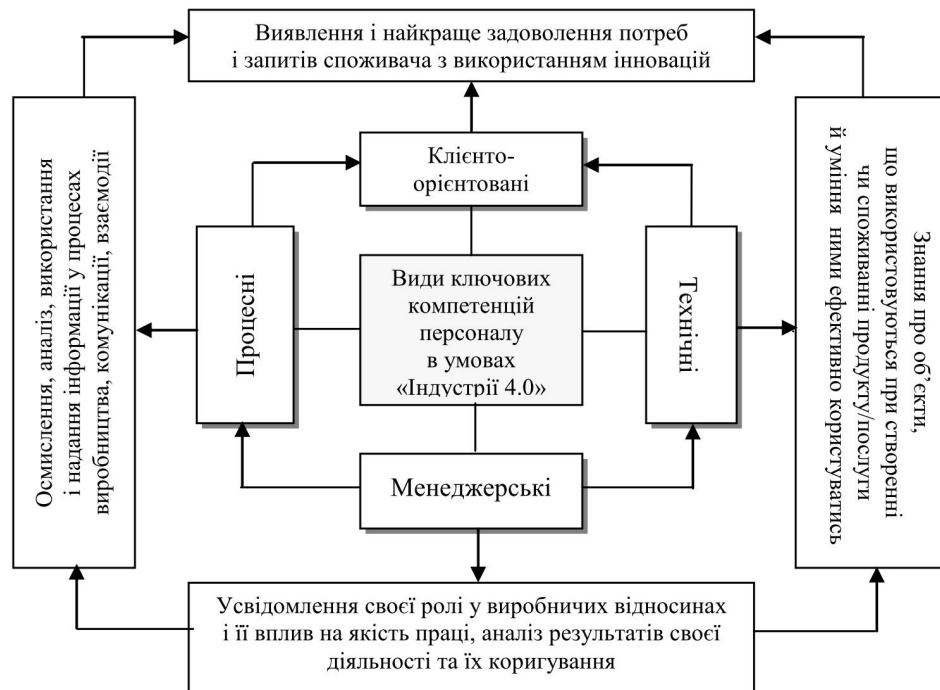 Виявлення і найкраще задоволення потреб
і запитів споживача з використанням інновацій
Осмислення, аналіз, використання
і надання інформації у процесах
виробництва, комунікації, взаємодії
Клієнто-
орієнтовані
Процесні
Види ключових
компетенцій
персоналу
в умовах
«Індустрії 4.0»
Технічні
Менеджерські
Знання про об’єкти,
що використовуються при створенні
чи споживанні продукту/послуги
й уміння ними ефективно користуватись
Усвідомлення своєї ролі у виробничих відносинах
і її вплив на якість праці, аналіз результатів своєї
діяльності та їх коригування